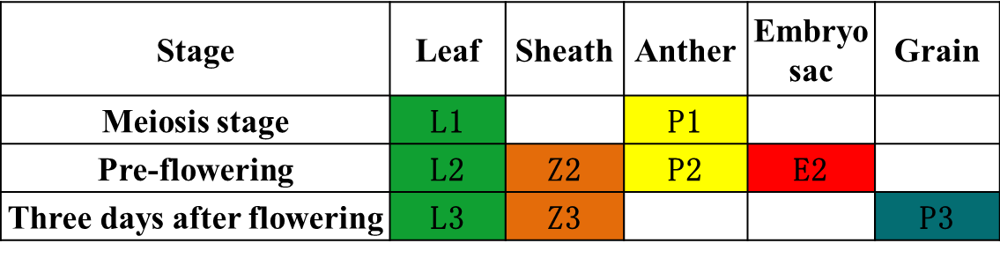 Stage Leaf Sheath Anther Embryo sac Grain
Meiosis stage L1 P1
Pre-flowering L2 Z2 P2 E2
Three days after flowering L3 Z3 P3